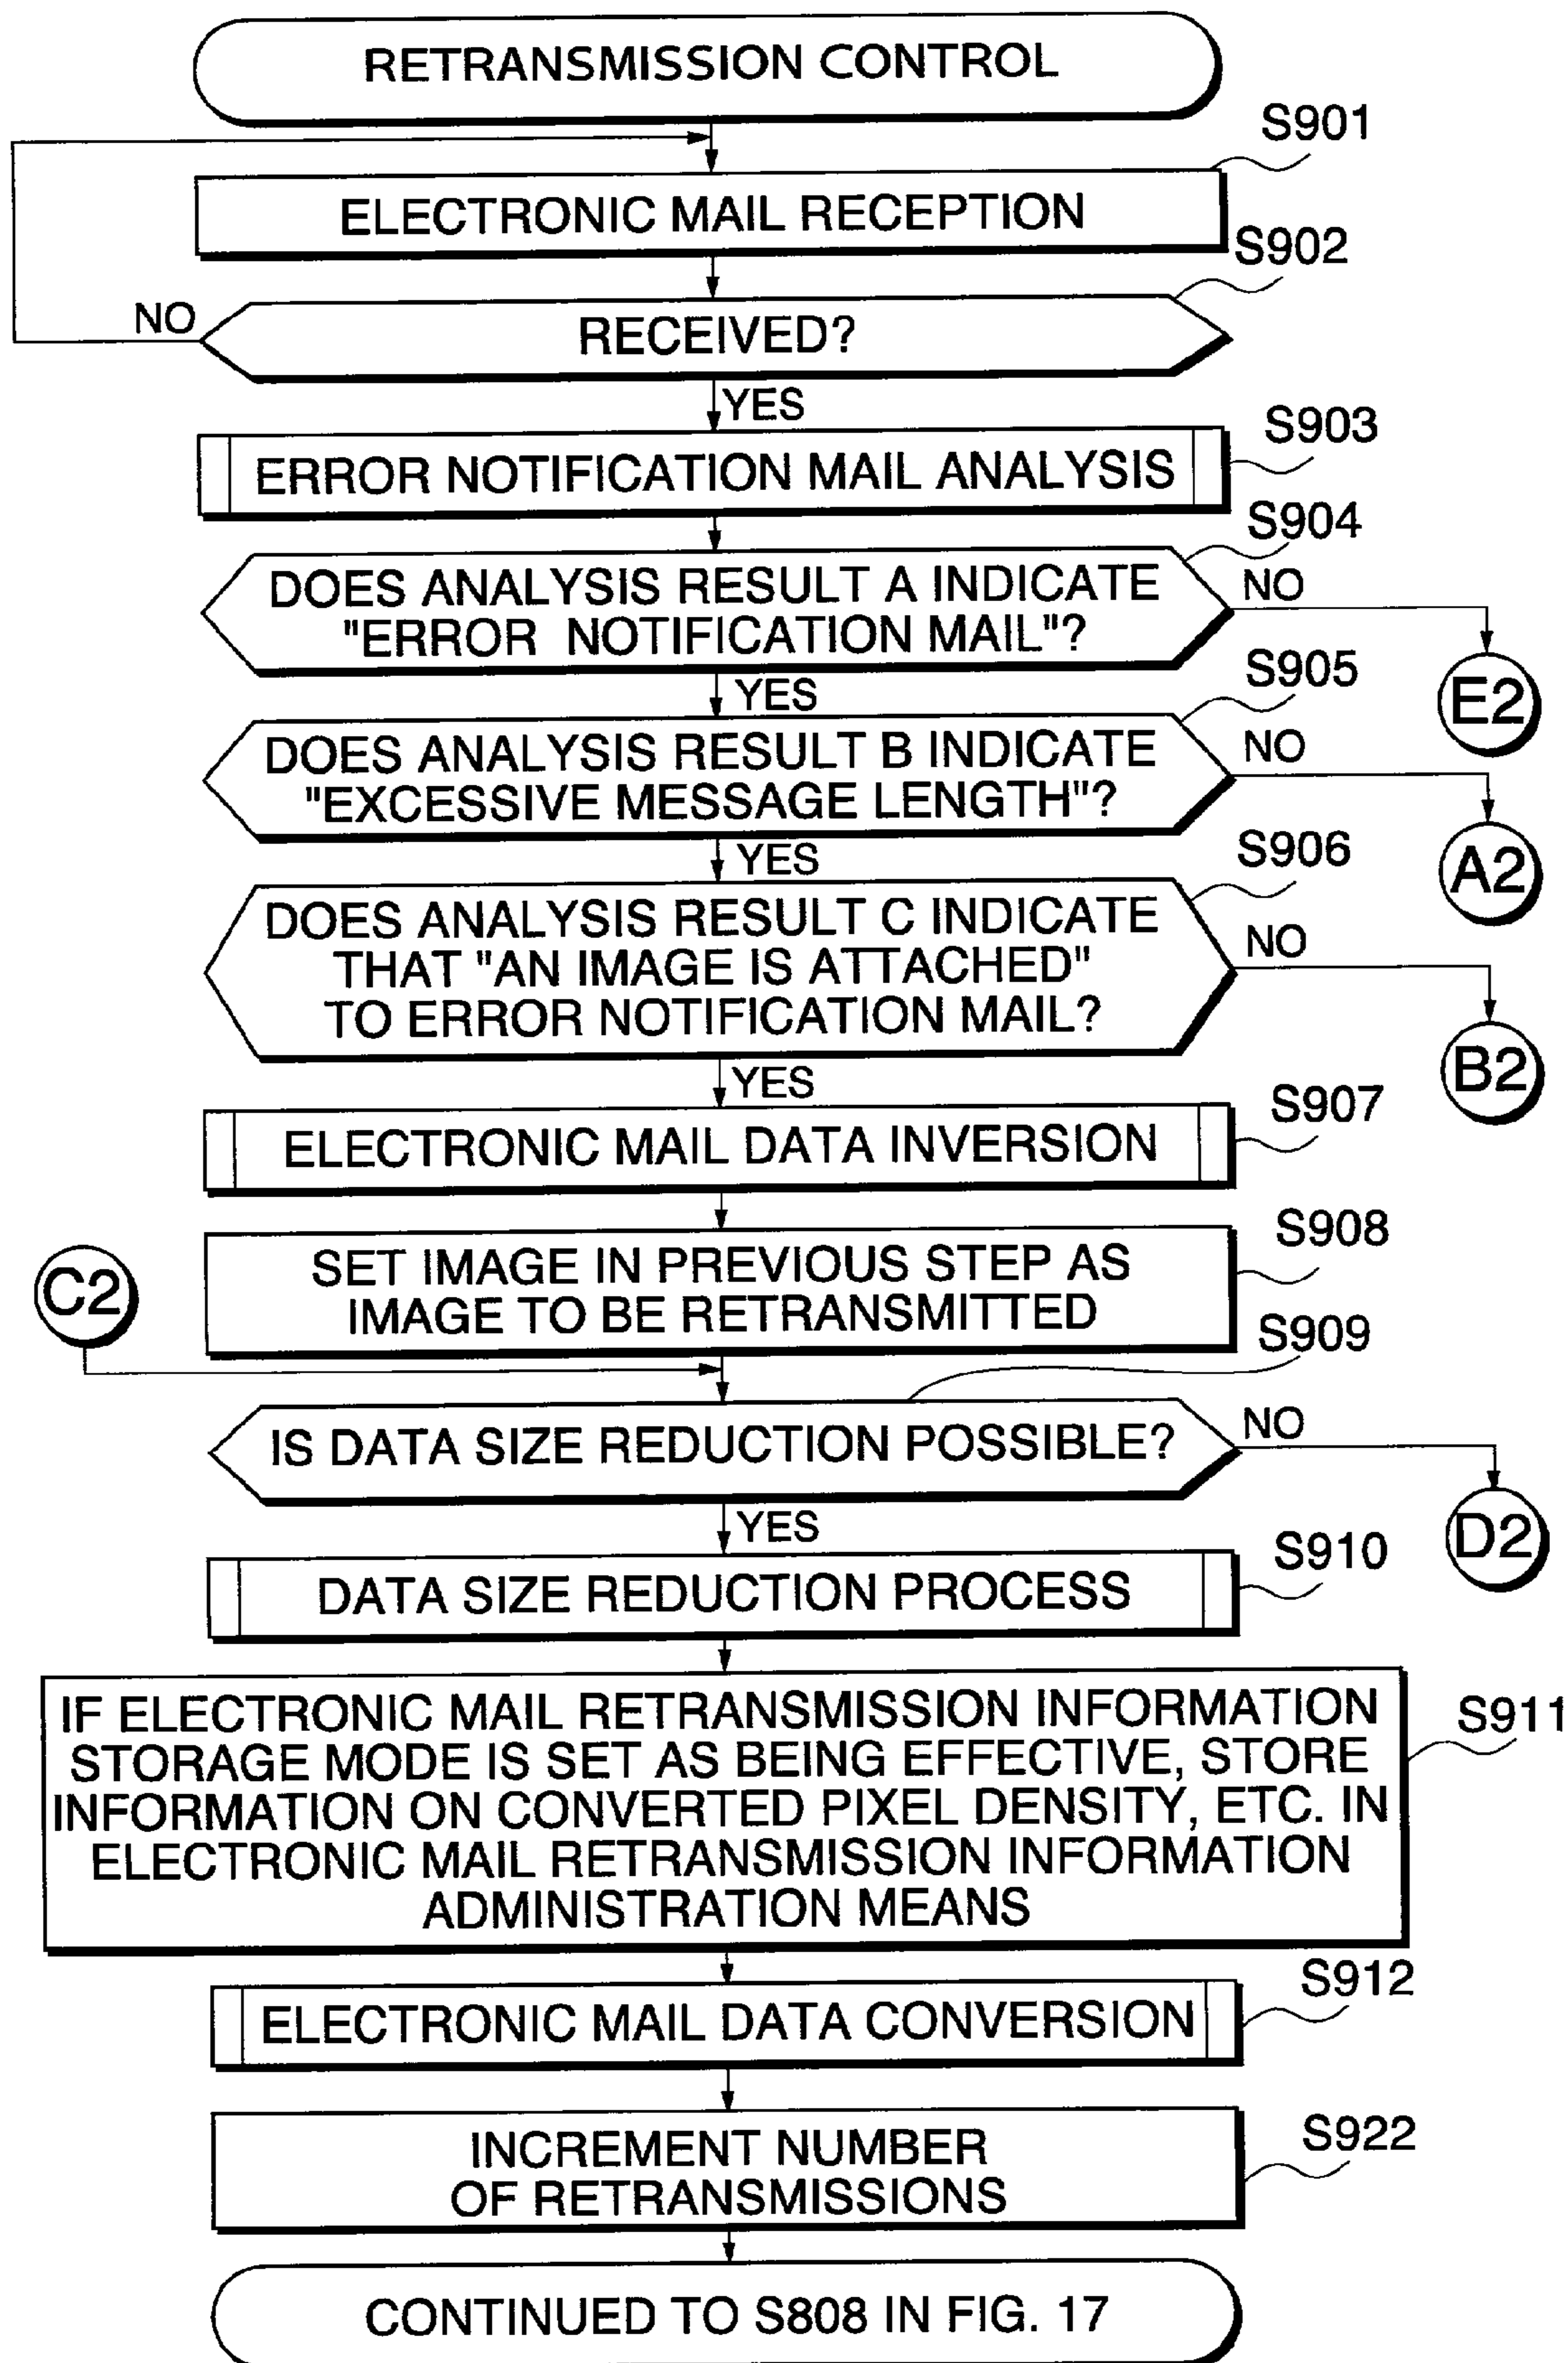 RETRANSMISSION CONTROL
S901
ELECTRONIC MAIL RECEPTION
S902
NO
RECEIVED?
YES
S903
ERROR NOTIFICATION MAIL ANALYSIS
S904
DOES ANALYSIS RESULT A INDICATE
"ERROR NOTIFICATION MAIL"?
NO
E2
YES
S905
DOES ANALYSIS RESULT B INDICATE
"EXCESSIVE MESSAGE LENGTH"?
NO
A2
YES
S906
DOES ANALYSIS RESULT C INDICATE
THAT "AN IMAGE IS ATTACHED"
TO ERROR NOTIFICATION MAIL?
NO
B2
YES
S907
ELECTRONIC MAIL DATA INVERSION
S908
C2
SET IMAGE IN PREVIOUS STEP AS
IMAGE TO BE RETRANSMITTED
S909
IS DATA SIZE REDUCTION POSSIBLE?
NO
D2
YES
S910
DATA SIZE REDUCTION PROCESS
S911
IF ELECTRONIC MAIL RETRANSMISSION INFORMATION
STORAGE MODE IS SET AS BEING EFFECTIVE, STORE
INFORMATION ON CONVERTED PIXEL DENSITY, ETC. IN
ELECTRONIC MAIL RETRANSMISSION INFORMATION
ADMINISTRATION MEANS
S912
ELECTRONIC MAIL DATA CONVERSION
S922
INCREMENT NUMBER
OF RETRANSMISSIONS
CONTINUED TO S808 IN FIG. 17